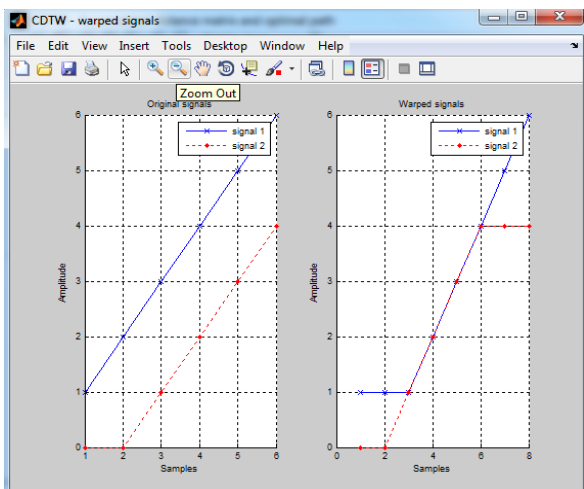 CDTW - warped signals
File Edit View Insert Tools Desktop Window Help
Zoom Out
Original signals
signal 1
signal 2
Amplitude
6
5
4
3
2
1
0
1 2 3 4 5 6
Samples
Warped signals
signal 1
signal 2
Amplitude
6
5
4
3
2
1
0
0 2 4 6 8
Samples